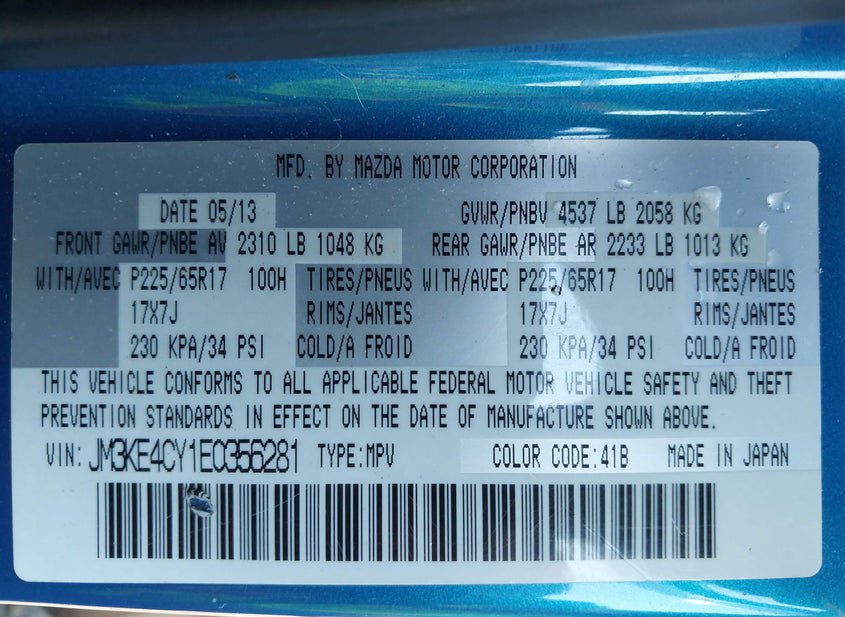 MFD. BY MAZDA MOTOR CORPORATION
DATE 05/13 GVWR/PNBV 4537 LB 2058 KG
FRONT GAWR/PNBE AV 2310 LB 1048 KG REAR GAWR/PNBE AR 2233 LB 1013 KG
WITH/AVEC P225/65R17 100H TIRES/PNEUS WITH/AVEC P225/65R17 100H TIRES/PNEUS
17X7J RIMS/JANTES 17X7J RIMS/JANTES
230 KPA/34 PSI COLD/A FROID 230 KPA/34 PSI COLD/A FROID
THIS VEHICLE CONFORMS TO ALL APPLICABLE FEDERAL MOTOR VEHICLE SAFETY AND THEFT
PREVENTION STANDARDS IN EFFECT ON THE DATE OF MANUFACTURE SHOWN ABOVE.
VIN: JM3KE4CY1E0356281 TYPE:MPV COLOR CODE:41B MADE IN JAPAN